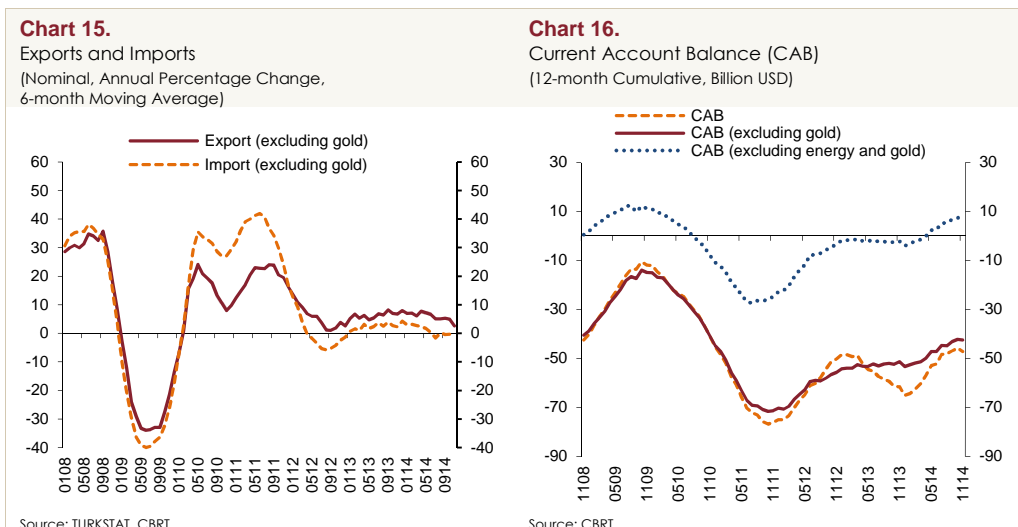 Chart 15.
Exports and Imports
(Nominal, Annual Percentage Change,
6-month Moving Average)
Export (excluding gold)
Import (excluding gold)
60 60
50 50
40 40
30 30
20 20
10 10
0 0
-10 -10
-20 -20
-30 -30
-40 -40
0108 0508 0908 0109 0509 0909 0110 0510 0910 0111 0511 0911 0112 0512 0912 0113 0513 0913 0114 0514 0914
Source: TURKSTAT, CBRT
Chart 16.
Current Account Balance (CAB)
(12-month Cumulative, Billion USD)
CAB
CAB (excluding gold)
CAB (excluding energy and gold)
30 30
10 10
-10 -10
-30 -30
-50 -50
-70 -70
-90 -90
1108 0509 1109 0510 1110 0511 1111 0512 1112 0513 1113 0514 1114
Source: CBRT